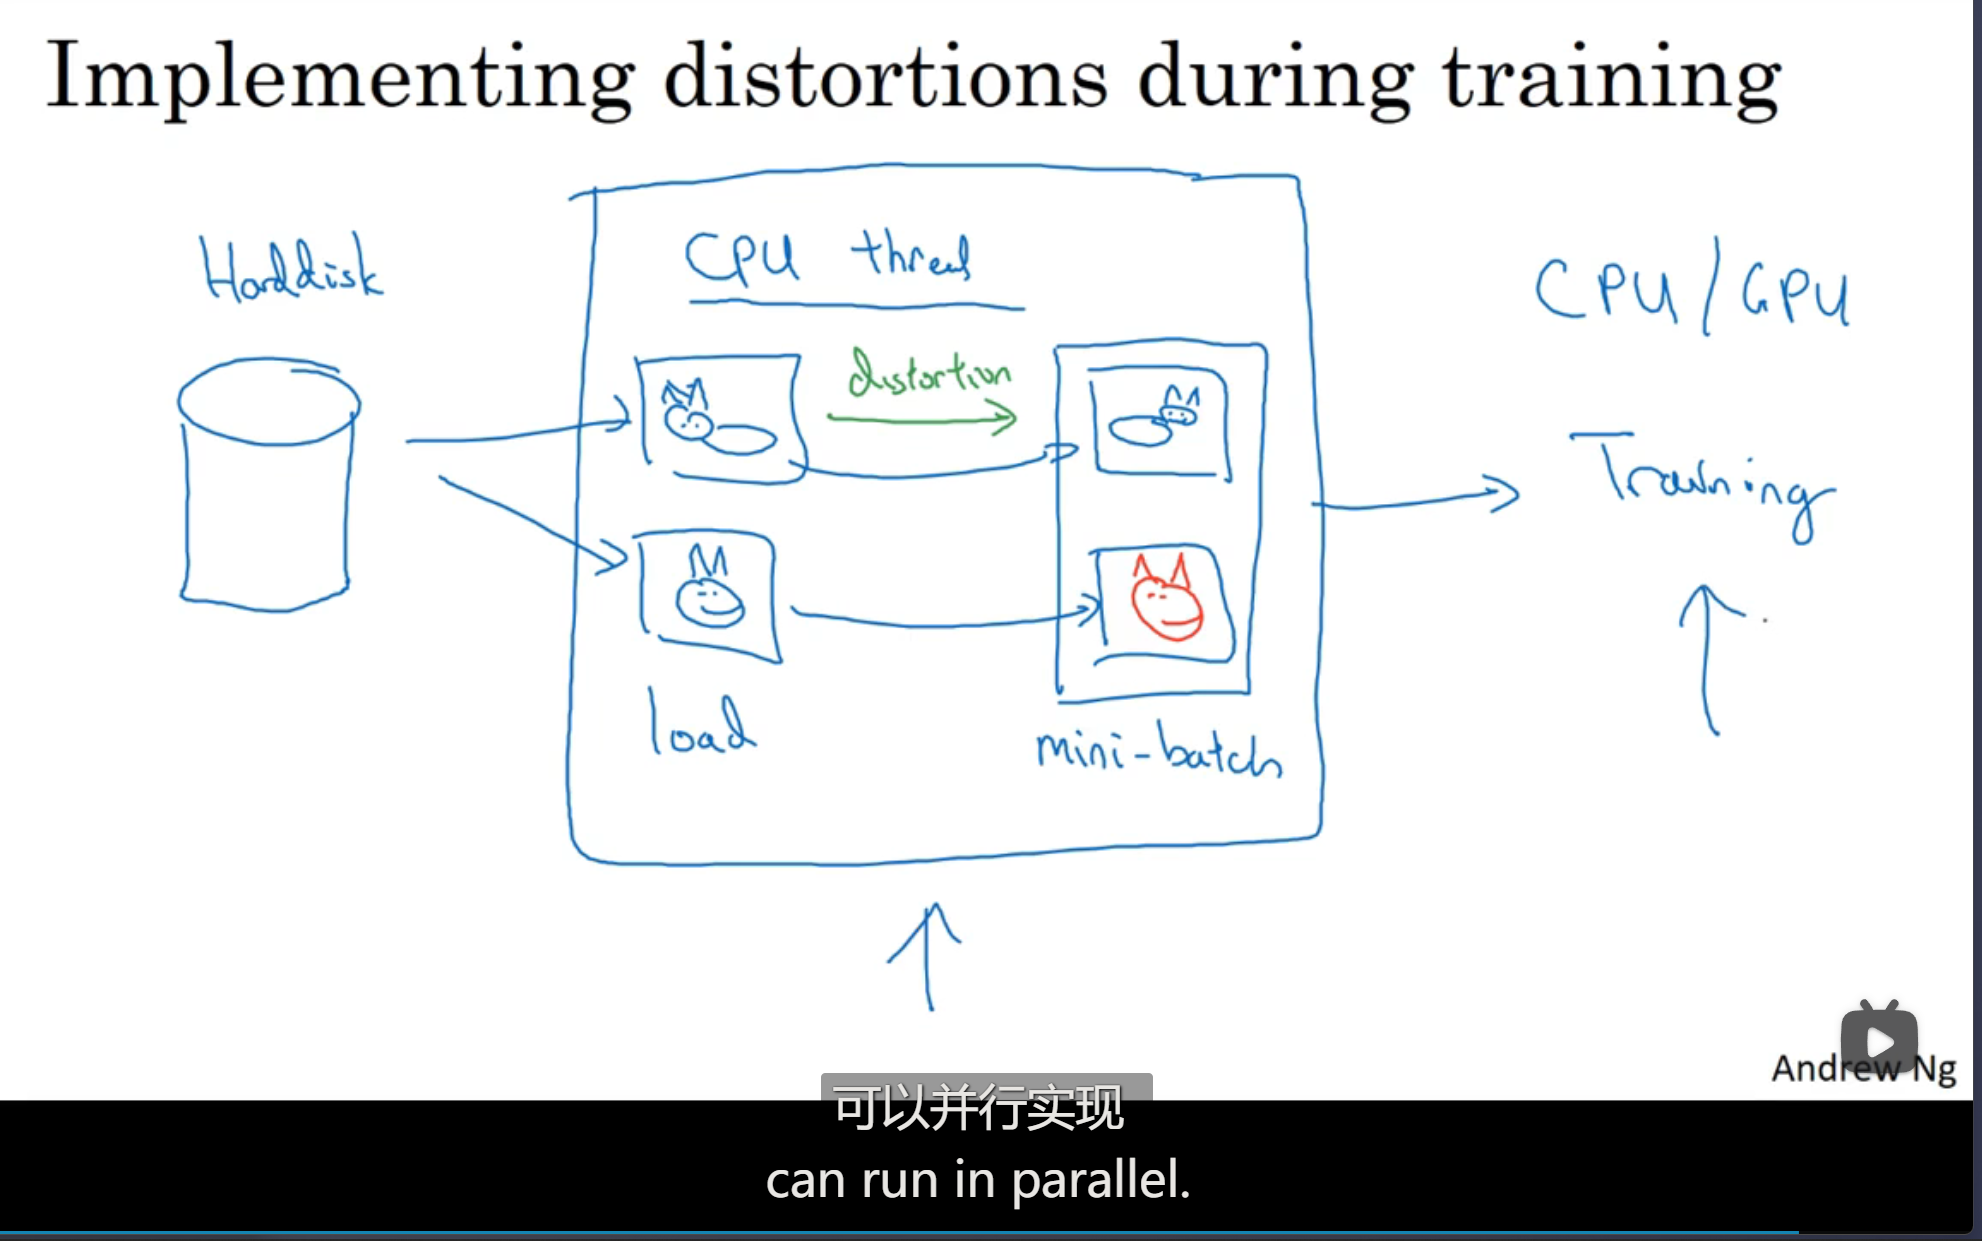 Implementing distortions during training
Harddisk
CPU thread
CPU/GPU
distortion
Training
load
mini-batch
Andrew Ng
可以并行实现
can run in parallel.